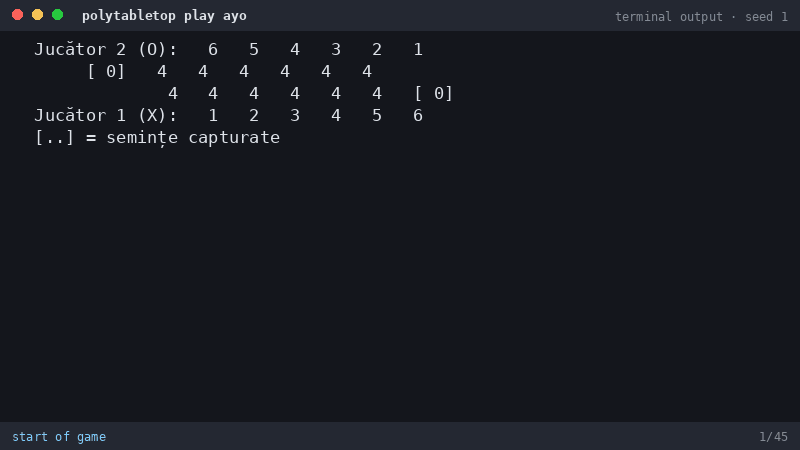 polytabletop play ayo
terminal output · seed 1
Jucător 2 (O):   6   5   4   3   2   1
[ 0]   4   4   4   4   4   4
4   4   4   4   4   4   [ 0]
Jucător 1 (X):   1   2   3   4   5   6
[..] = semințe capturate
start of game
1/45